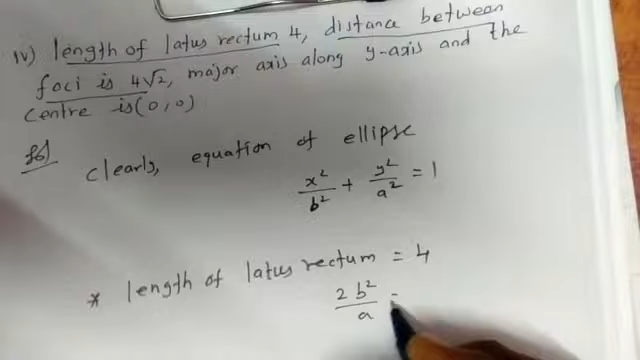 iv) length of latus rectum 4, distance between
foci is 4√2, major axis along y-axis and the
centre is (0,0)
clearly, equation of ellipse
x²/b² + y²/a² = 1
* length of latus rectum = 4
2b²/a =